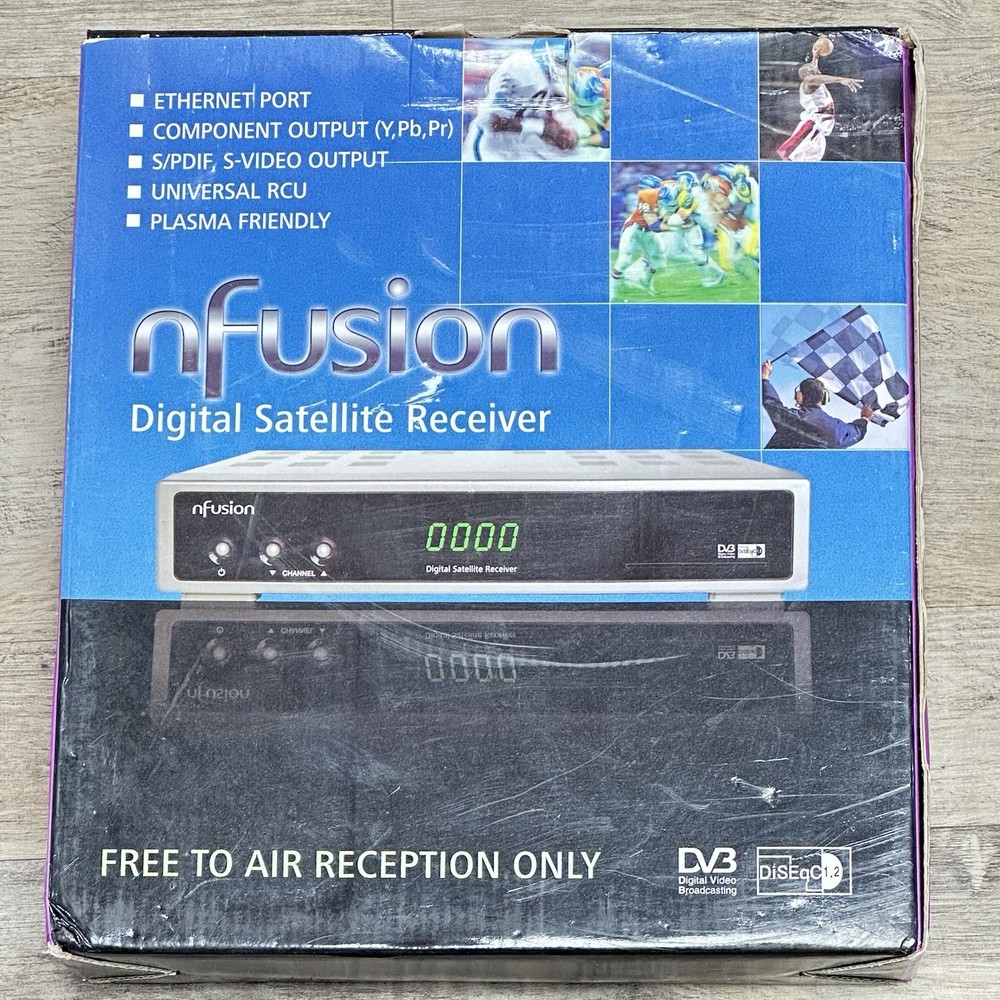 ■ ETHERNET PORT
■ COMPONENT OUTPUT (Y,Pb,Pr)
■ S/PDIF, S-VIDEO OUTPUT
■ UNIVERSAL RCU
■ PLASMA FRIENDLY
nfusion
Digital Satellite Receiver
nfusion
0000
Digital Satellite Receiver
▼ CHANNEL ▲
DVB
FREE TO AIR RECEPTION ONLY
DVB
Digital Video
Broadcasting
DiSEqC 1.2